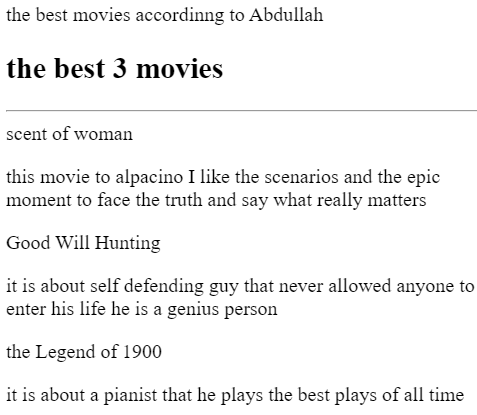 the best movies accordinng to Abdullah
the best 3 movies
scent of woman
this movie to alpacino I like the scenarios and the epic
moment to face the truth and say what really matters
Good Will Hunting
it is about self defending guy that never allowed anyone to
enter his life he is a genius person
the Legend of 1900
it is about a pianist that he plays the best plays of all time